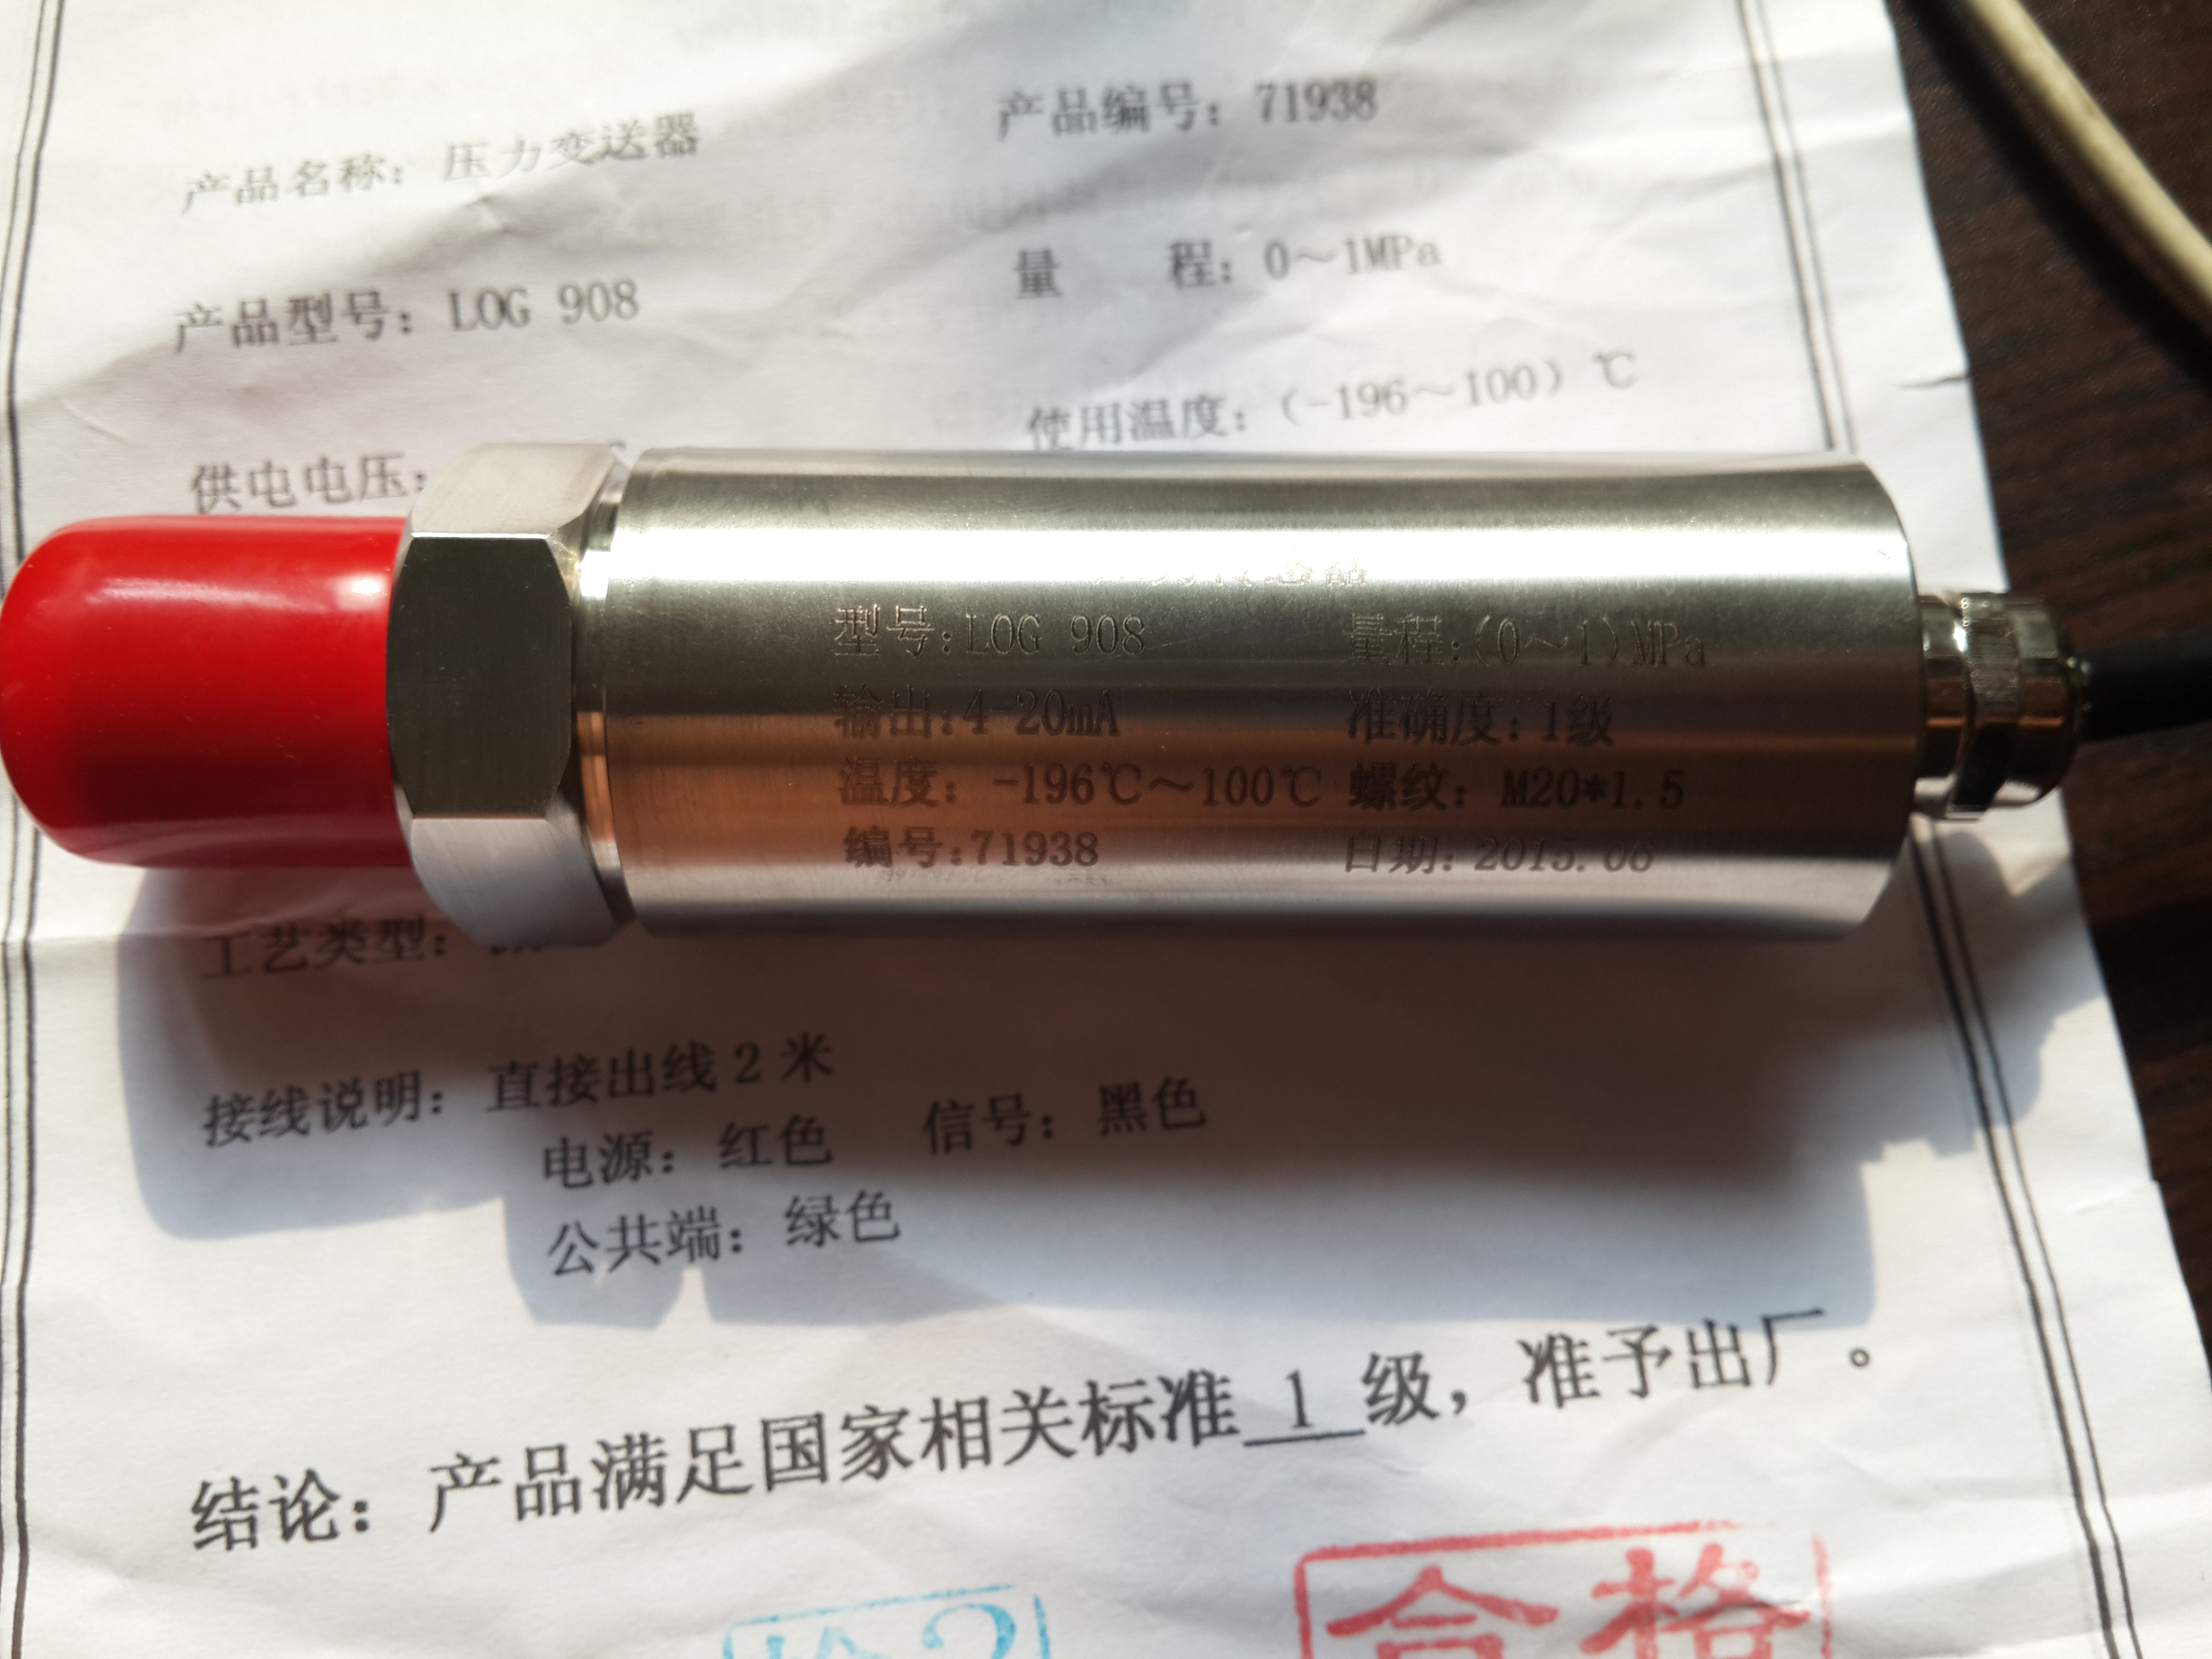 产品名称：压力变送器 产品编号：71938
产品型号：LOG 908 量 程：0～1MPa
供电电压： 使用温度：(-196～100)℃
型号:LOG 908 量程:(0～1)MPa
输出:4-20mA 准确度:1级
温度：-196℃～100℃ 螺纹：M20*1.5
编号:71938 日期:2015.06
工艺类型：
接线说明：直接出线2米
电源：红色 信号：黑色
公共端：绿色
结论：产品满足国家相关标准 1 级，准予出厂。
合格